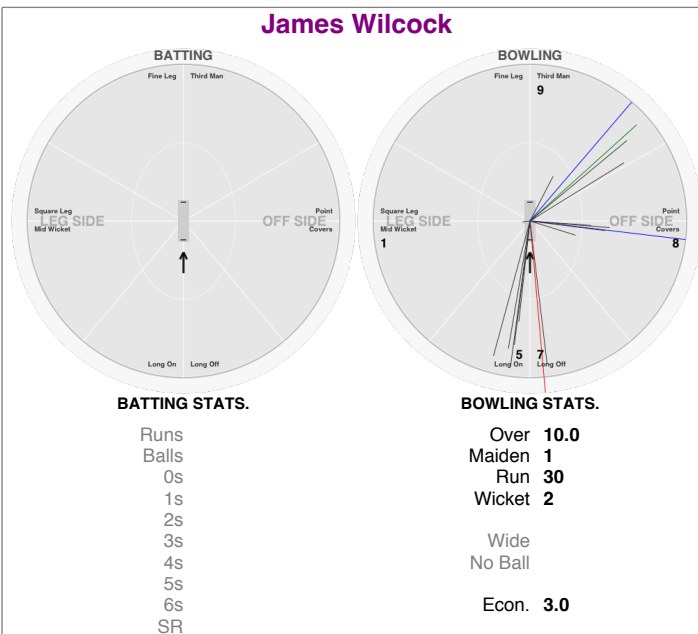 James Wilcock
BATTING
Fine Leg Third Man
Square Leg
LEG SIDE
Mid Wicket
Point
OFF SIDE
Covers
Long On Long Off
BATTING STATS.
Runs
Balls
0s
1s
2s
3s
4s
5s
6s
SR
BOWLING
Fine Leg Third Man
9
Square Leg
LEG SIDE
Mid Wicket
1
Point
OFF SIDE
Covers
8
5 7
Long On Long Off
BOWLING STATS.
Over 10.0
Maiden 1
Run 30
Wicket 2
Wide
No Ball
Econ. 3.0